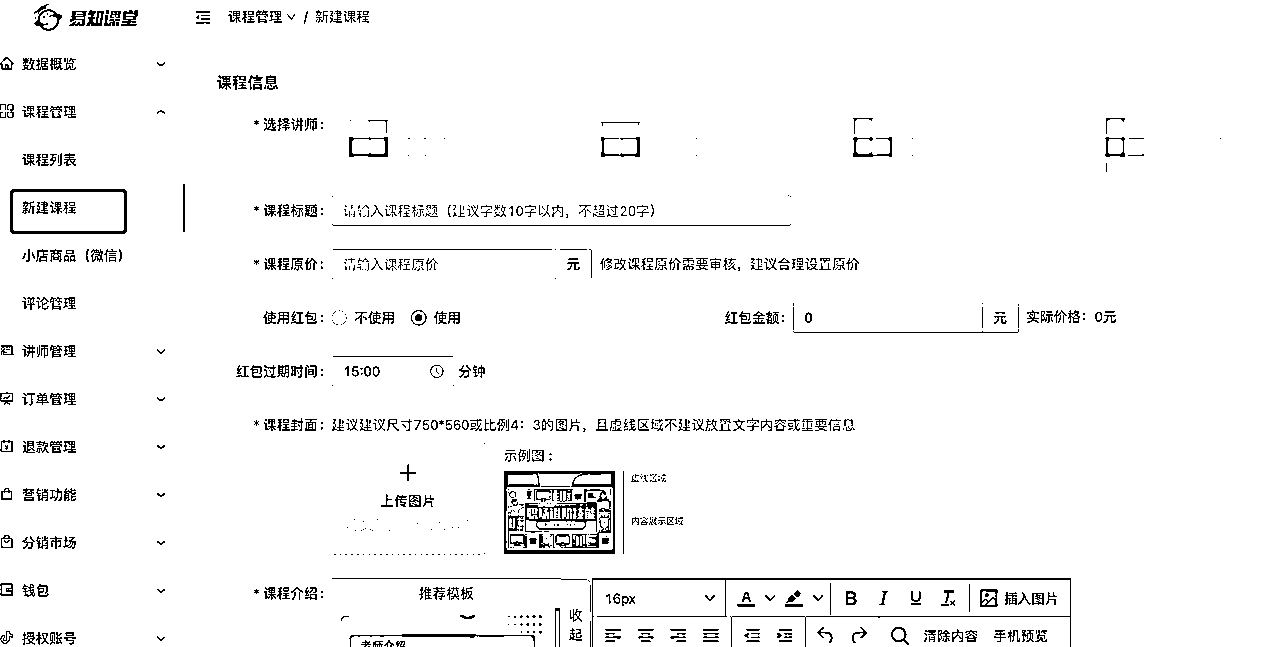 易知课堂
课程管理 / 新建课程
数据概览
课程管理
课程列表
新建课程
小店商品（微信）
评论管理
讲师管理
订单管理
退款管理
营销功能
分销市场
钱包
授权账号
课程信息
* 选择讲师：
* 课程标题： 请输入课程标题（建议字数10字以内，不超过20字）
* 课程原价： 请输入课程原价 元 修改课程原价需要审核，建议合理设置原价
使用红包： 不使用 使用 红包金额： 0 元 实际价格：0元
红包过期时间： 15:00 分钟
* 课程封面： 建议建议尺寸750*560或比例4：3的图片，且虚线区域不建议放置文字内容或重要信息
示例图：
上传图片
虚线区域
内容展示区域
* 课程介绍： 推荐模板
收起
老师介绍
16px A B I U Tx 插入图片
清除内容 手机预览